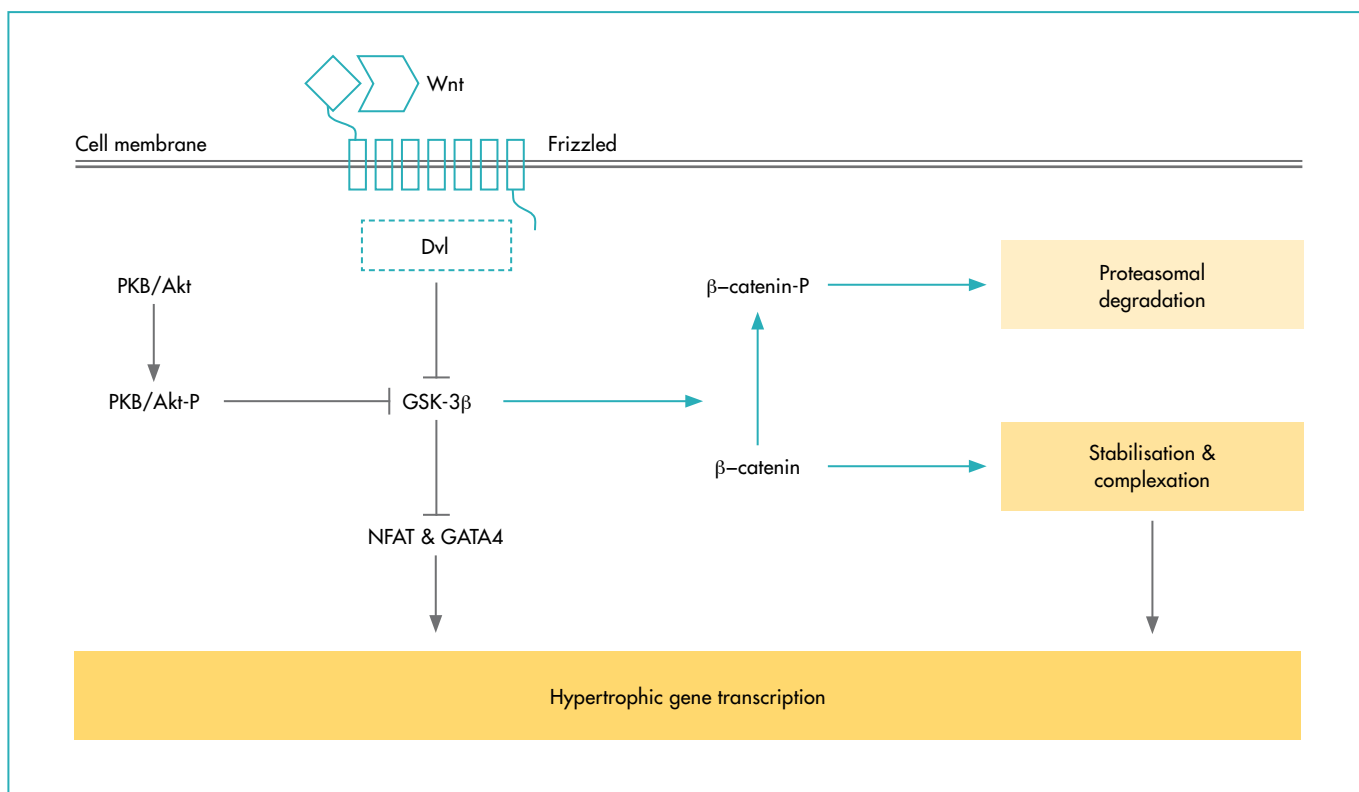 Wnt
Cell membrane
Frizzled
Dvl
PKB/Akt
β–catenin-P
Proteasomal
degradation
PKB/Akt-P
GSK-3β
β–catenin
Stabilisation &
complexation
NFAT & GATA4
Hypertrophic gene transcription